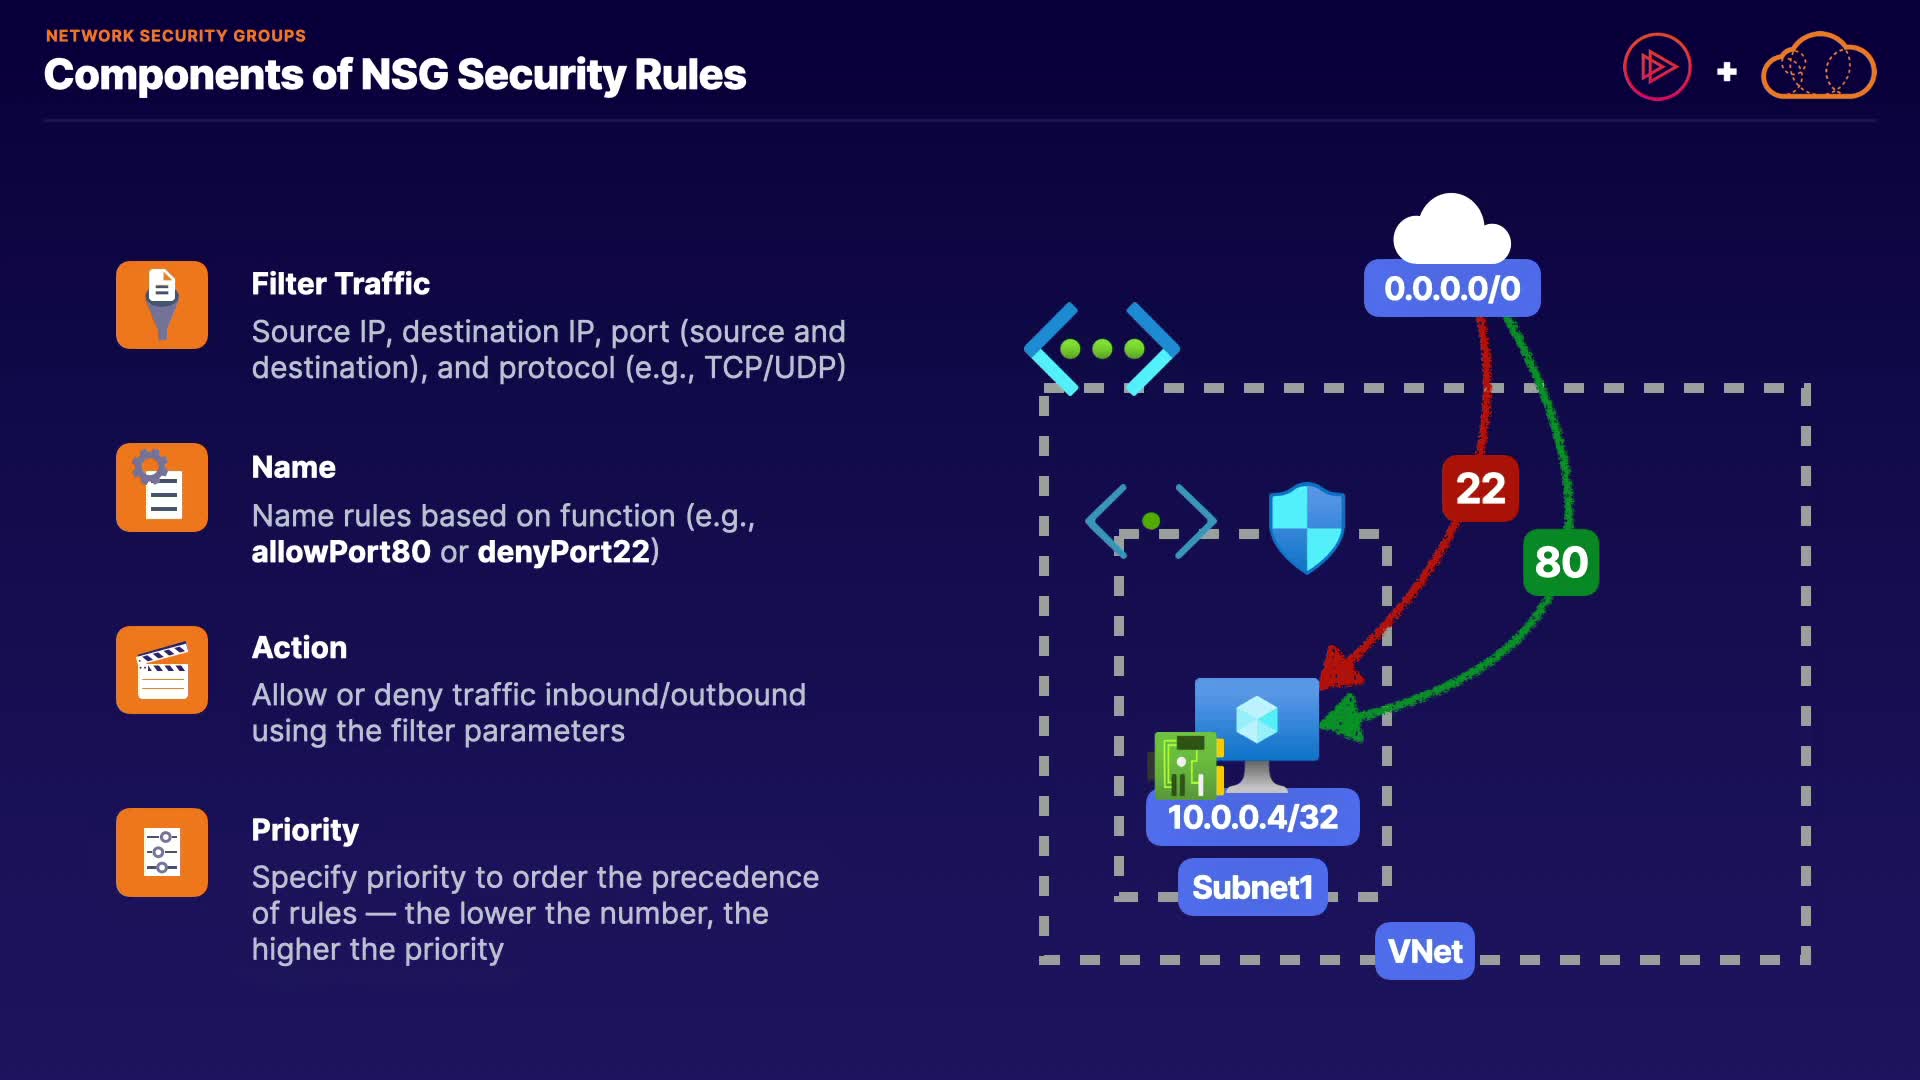 NETWORK SECURITY GROUPS
Components of NSG Security Rules
Filter Traffic
Source IP, destination IP, port (source and
destination), and protocol (e.g., TCP/UDP)
Name
Name rules based on function (e.g.,
allowPort80 or denyPort22)
Action
Allow or deny traffic inbound/outbound
using the filter parameters
Priority
Specify priority to order the precedence
of rules — the lower the number, the
higher the priority
0.0.0.0/0
22
80
10.0.0.4/32
Subnet1
VNet